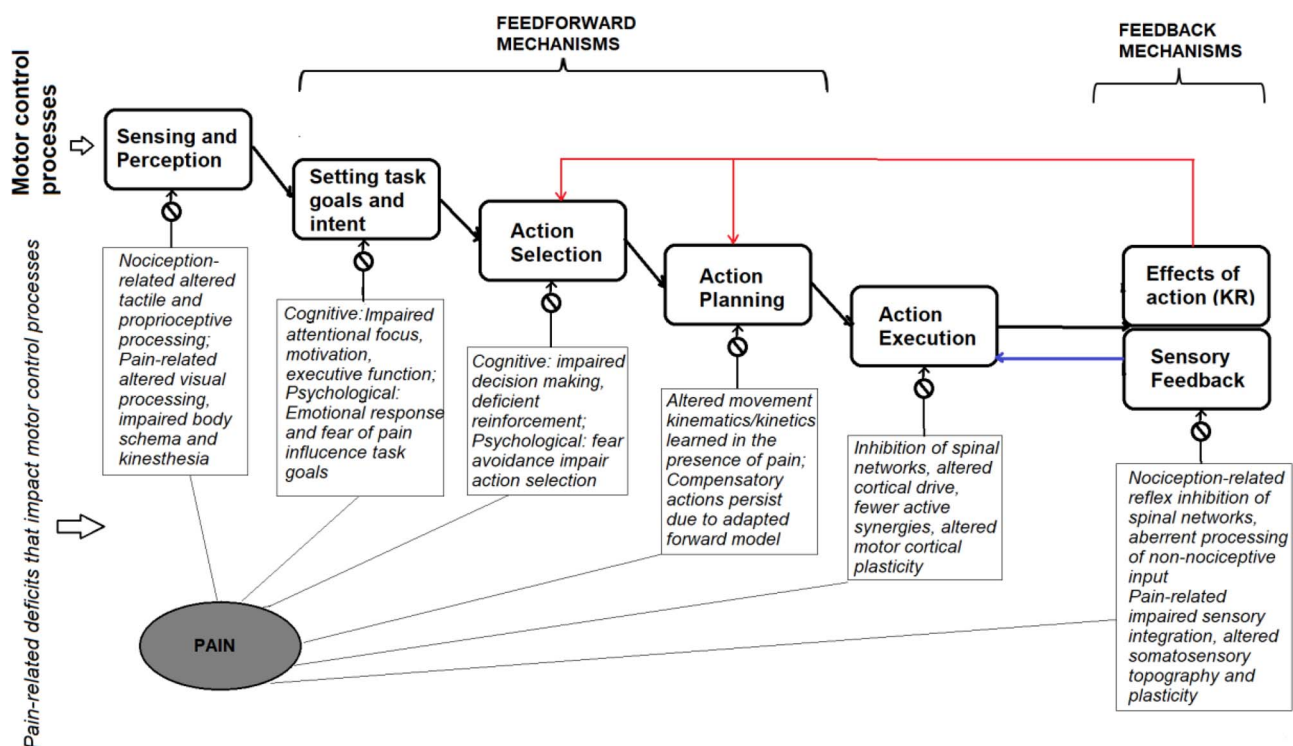 FEEDFORWARD
MECHANISMS
FEEDBACK
MECHANISMS
Motor control
processes
Sensing and
Perception
Setting task
goals and
intent
Action
Selection
Action
Planning
Action
Execution
Effects of
action (KR)
Sensory
Feedback
Pain-related deficits that impact motor control processes
Nociception-
related altered
tactile and
proprioceptive
processing;
Pain-related
altered visual
processing,
impaired body
schema and
kinesthesia
Cognitive: Impaired
attentional focus,
motivation,
executive function;
Psychological:
Emotional response
and fear of pain
influcence task
goals
Cognitive: impaired
decision making,
deficient
reinforcement;
Psychological: fear
avoidance impair
action selection
Altered movement
kinematics/kinetics
learned in the
presence of pain;
Compensatory
actions persist
due to adapted
forward model
Inhibition of spinal
networks, altered
cortical drive,
fewer active
synergies, altered
motor cortical
plasticity
Nociception-related
reflex inhibition of
spinal networks,
aberrent processing
of non-nociceptive
input
Pain-related
impaired sensory
integration, altered
somatosensory
topography and
plasticity
PAIN